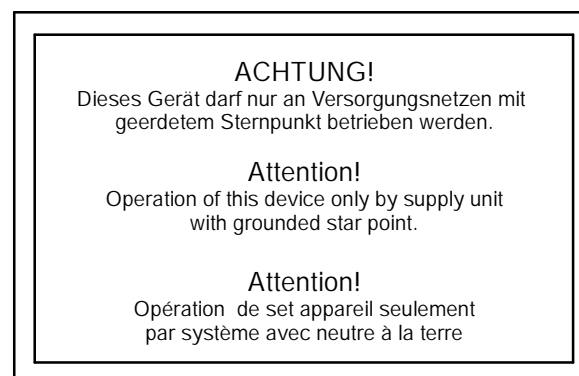 ACHTUNG!
Dieses Gerät darf nur an Versorgungsnetzen mit
geerdetem Sternpunkt betrieben werden.
Attention!
Operation of this device only by supply unit
with grounded star point.
Attention!
Opération de set appareil seulement
par système avec neutre à la terre